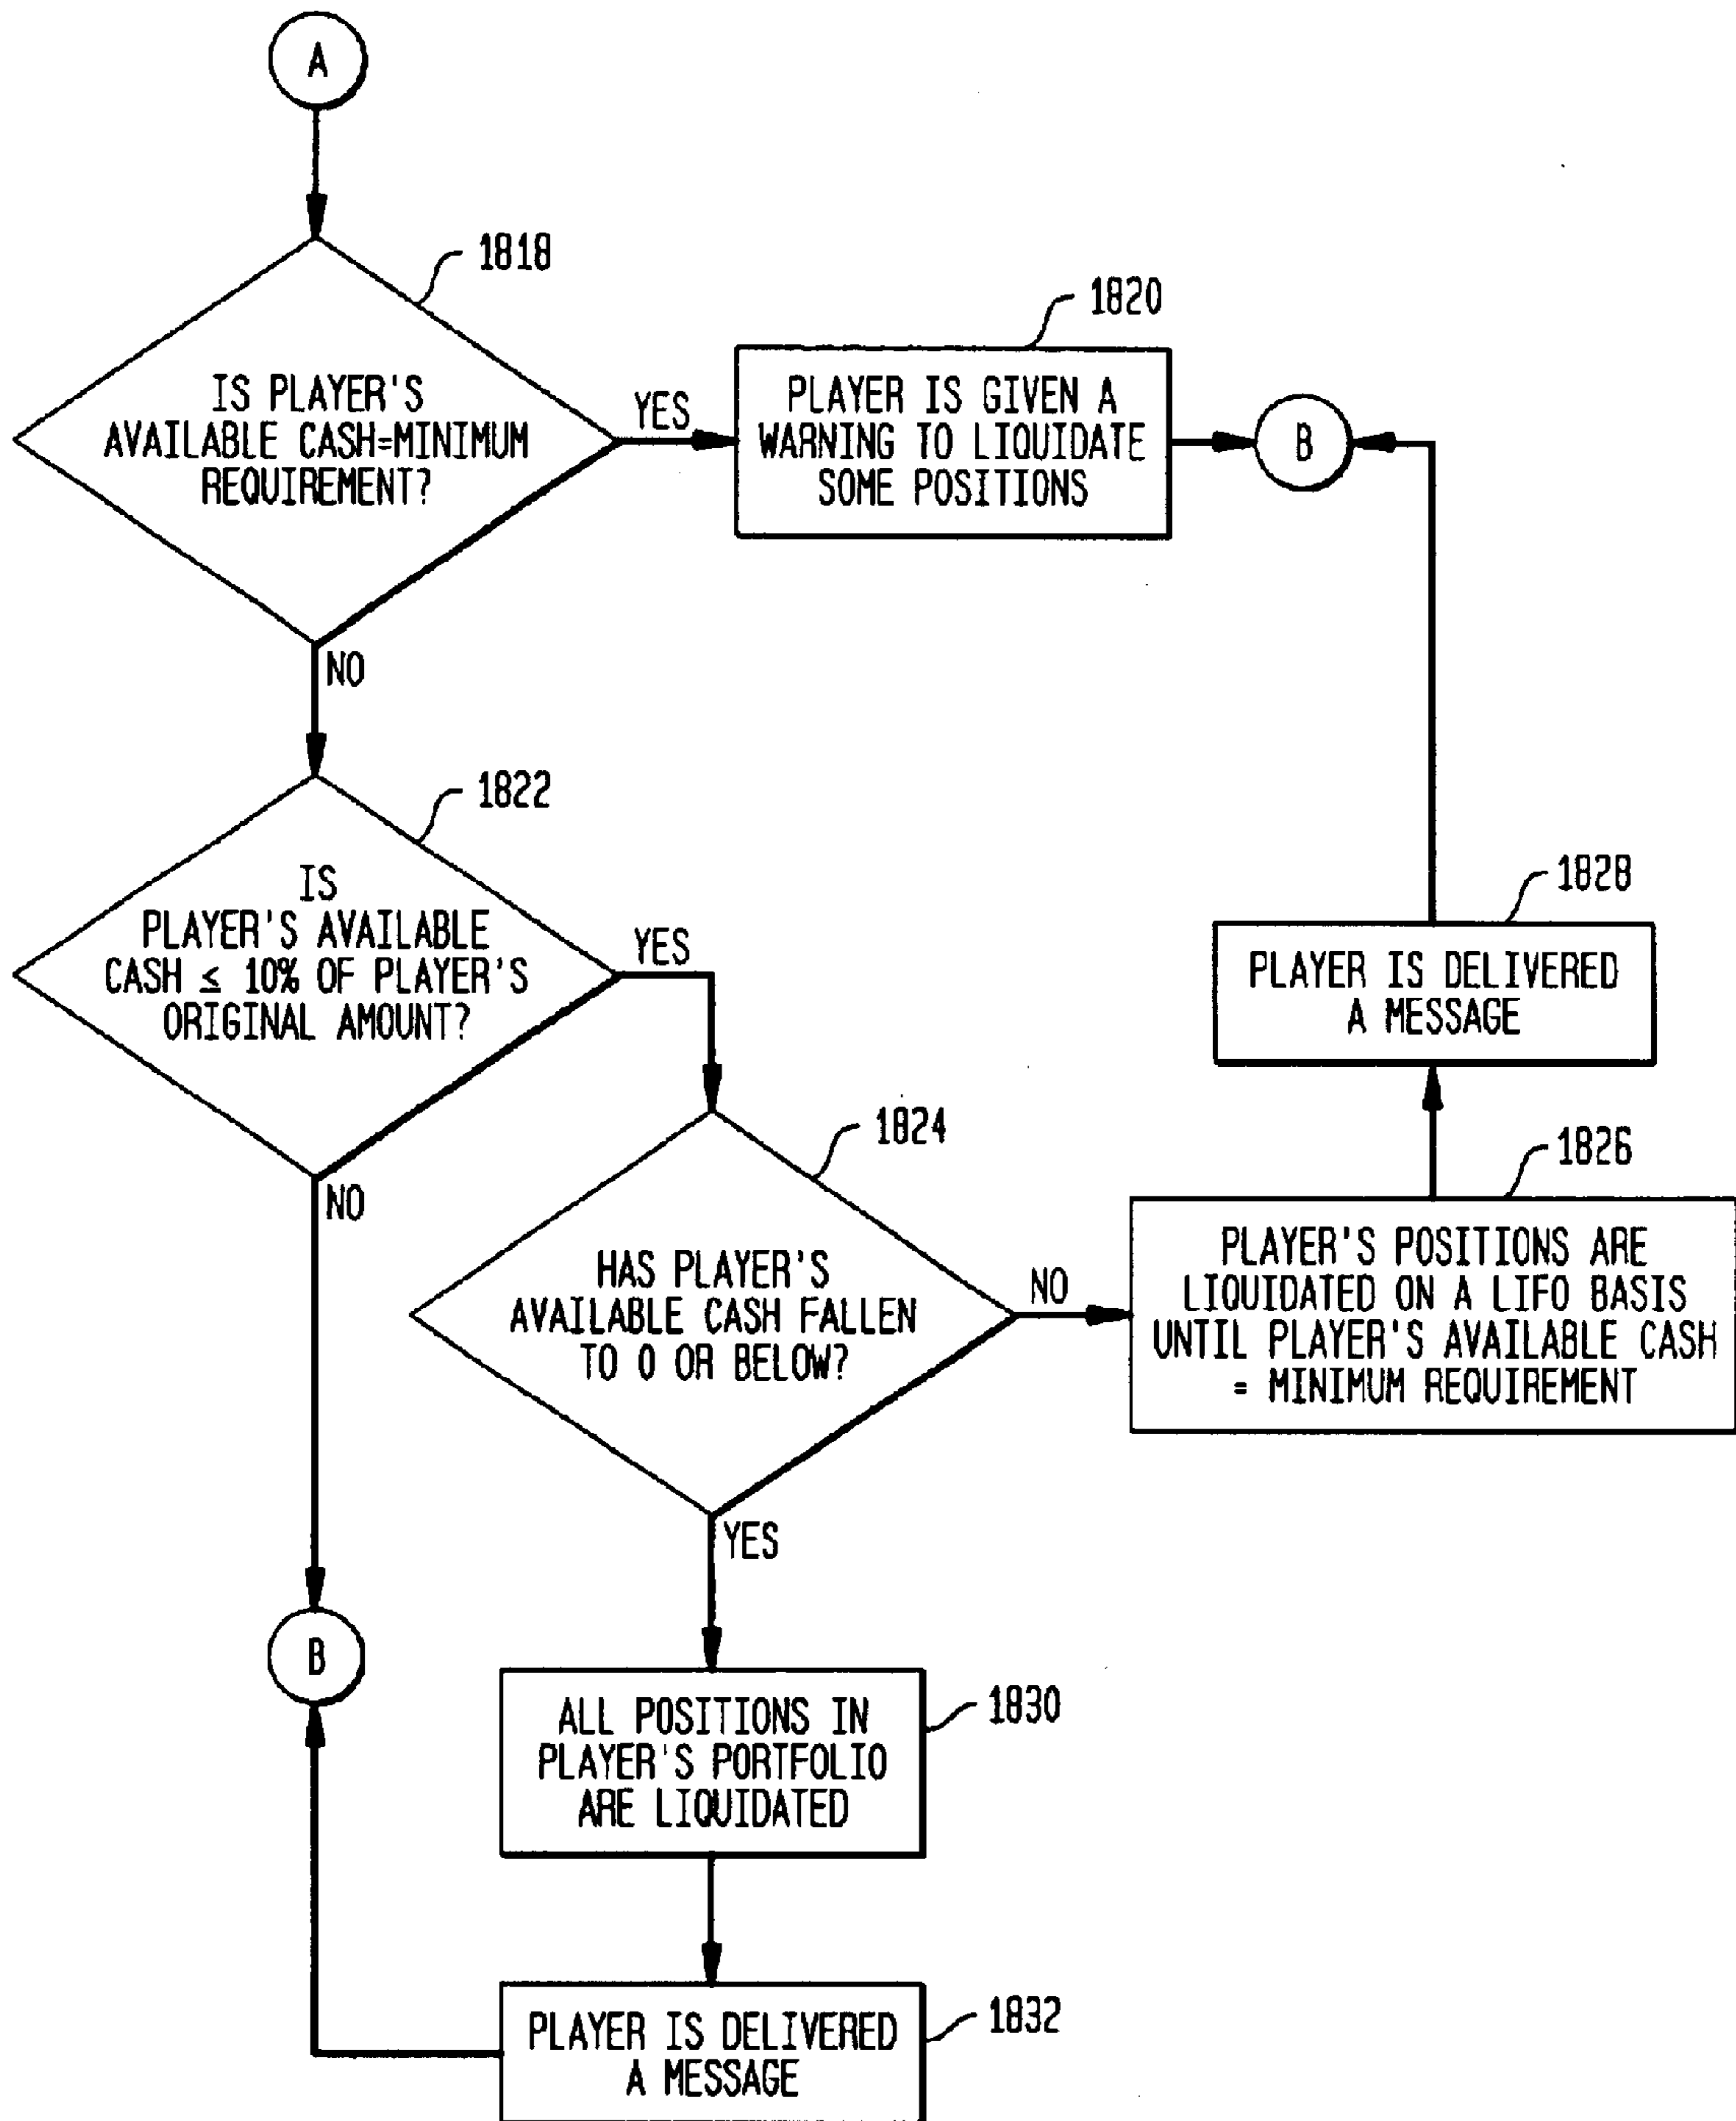 A
1818
IS PLAYER'S
AVAILABLE CASH=MINIMUM
REQUIREMENT?
YES
1820
PLAYER IS GIVEN A
WARNING TO LIQUIDATE
SOME POSITIONS
B
NO
1822
IS
PLAYER'S AVAILABLE
CASH ≤ 10% OF PLAYER'S
ORIGINAL AMOUNT?
YES
NO
1824
HAS PLAYER'S
AVAILABLE CASH FALLEN
TO 0 OR BELOW?
NO
1826
PLAYER'S POSITIONS ARE
LIQUIDATED ON A LIFO BASIS
UNTIL PLAYER'S AVAILABLE CASH
= MINIMUM REQUIREMENT
1828
PLAYER IS DELIVERED
A MESSAGE
YES
B
1830
ALL POSITIONS IN
PLAYER'S PORTFOLIO
ARE LIQUIDATED
1832
PLAYER IS DELIVERED
A MESSAGE